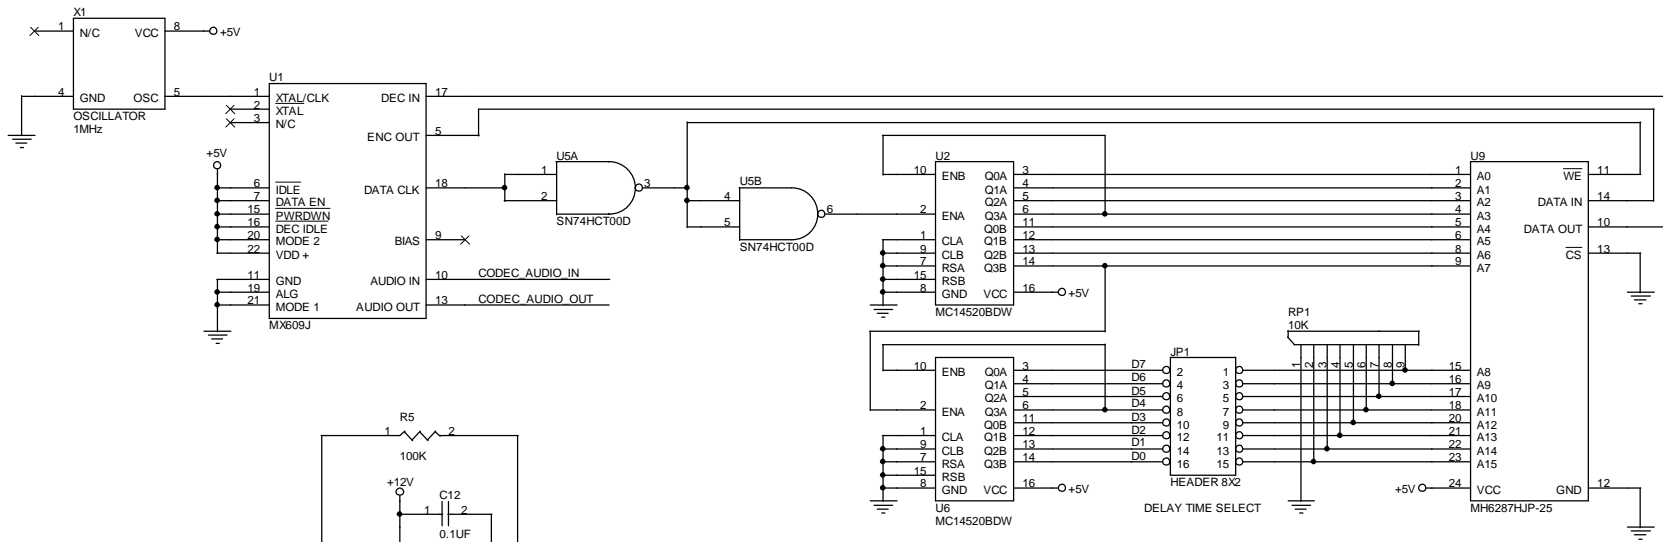 X1
1 N/C VCC 8 +5V
4 GND OSC 5
OSCILLATOR
1MHz
U1
1 XTAL/CLK DEC IN 17
2 XTAL
3 N/C
ENC OUT 5
+5V
6 IDLE DATA CLK 18
7 DATA EN
15 PWRDWN
16 DEC IDLE
20 MODE 2 BIAS 9
22 VDD +
11 GND AUDIO IN 10 CODEC_AUDIO_IN
19 ALG
21 MODE 1 AUDIO OUT 13 CODEC_AUDIO_OUT
MX609J
U5A
1
2
3
SN74HCT00D
U5B
4
5
6
SN74HCT00D
U2
10 ENB Q0A 3
Q1A 4
Q2A 5
2 ENA Q3A 6
Q0B 11
1 CLA Q1B 12
9 CLB Q2B 13
7 RSA Q3B 14
15 RSB
8 GND VCC 16 +5V
MC14520BDW
U9
1 A0 WE 11
2 A1
3 A2 DATA IN 14
4 A3
5 A4 DATA OUT 10
6 A5
8 A6 CS 13
9 A7
RP1
10K
1 2 3 4 5 6 7 8 9
10 ENB Q0A 3 D7
Q1A 4 D6
Q2A 5 D5
2 ENA Q3A 6 D4
Q0B 11 D3
1 CLA Q1B 12 D2
9 CLB Q2B 13 D1
7 RSA Q3B 14 D0
15 RSB
8 GND VCC 16 +5V
U6
MC14520BDW
JP1
2 1
4 3
6 5
8 7
10 9
12 11
14 13
16 15
HEADER 8X2
DELAY TIME SELECT
15 A8
16 A9
17 A10
18 A11
20 A12
21 A13
22 A14
23 A15
+5V 24 VCC GND 12
MH6287HJP-25
R5
1 2
100K
+12V
C12
1 2
0.1UF